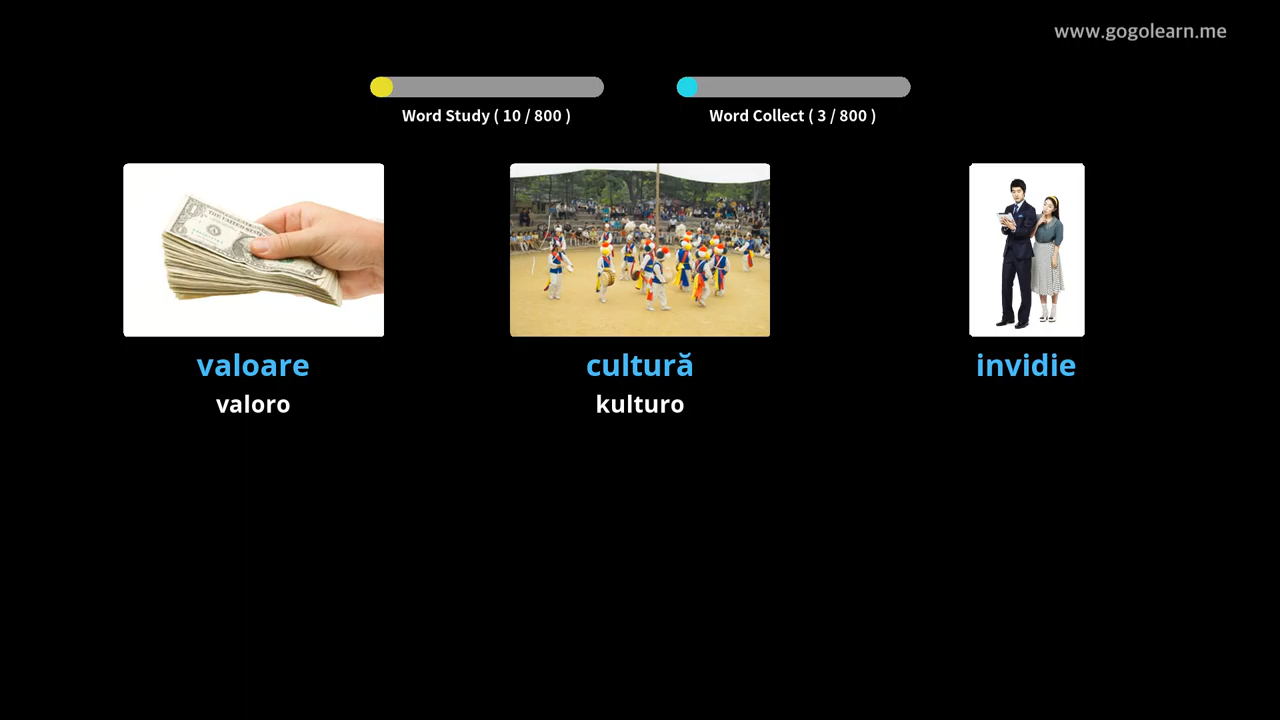 www.gogolearn.me
Word Study ( 10 / 800 )
Word Collect ( 3 / 800 )
valoare
valoro
cultură
kulturo
invidie